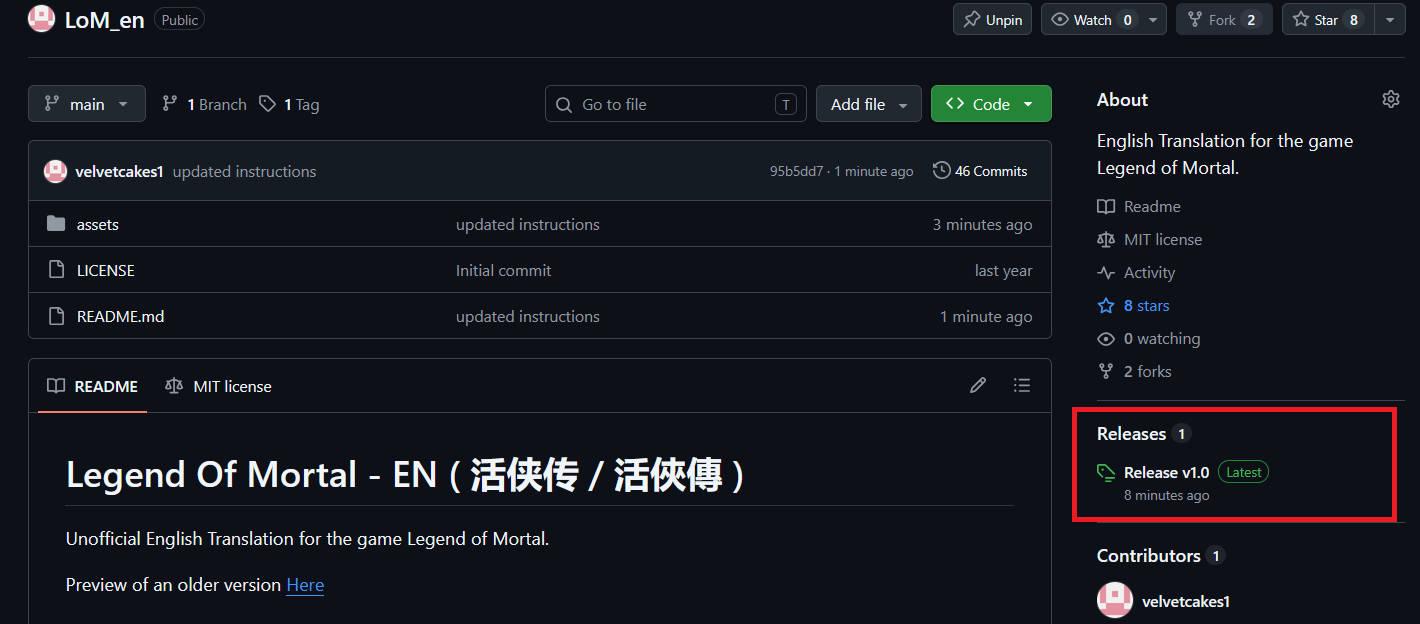 LoM_en Public
Unpin Watch 0 Fork 2 Star 8
main 1 Branch 1 Tag Go to file T Add file Code
velvetcakes1 updated instructions 95b5dd7 · 1 minute ago 46 Commits
assets updated instructions 3 minutes ago
LICENSE Initial commit last year
README.md updated instructions 1 minute ago
README MIT license
Legend Of Mortal - EN ( 活侠传 / 活俠傳 )
Unofficial English Translation for the game Legend of Mortal.
Preview of an older version Here
About
English Translation for the game
Legend of Mortal.
Readme
MIT license
Activity
8 stars
0 watching
2 forks
Releases 1
Release v1.0 Latest
8 minutes ago
Contributors 1
velvetcakes1